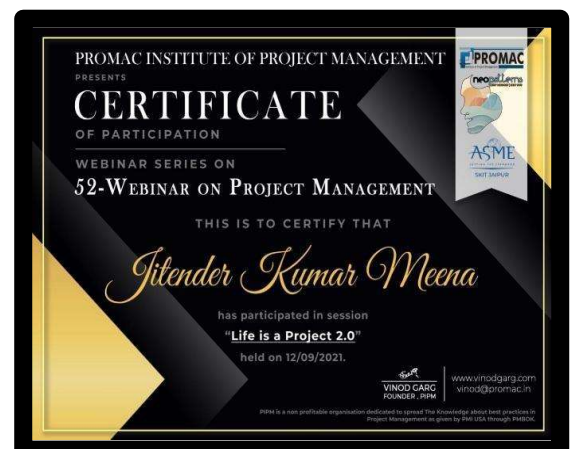 PROMAC INSTITUTE OF PROJECT MANAGEMENT
PRESENTS
CERTIFICATE
OF PARTICIPATION
WEBINAR SERIES ON
52-WEBINAR ON PROJECT MANAGEMENT
PROMAC
neopatterns
ASME
SETTING THE STANDARD
SKIT JAIPUR
THIS IS TO CERTIFY THAT
Jitender Kumar Meena
has participated in session
"Life is a Project 2.0"
held on 12/09/2021.
VINOD GARG
FOUNDER , PIPM
www.vinodgarg.com
vinod@promac.in
PIPM is a non profitable organisation dedicated to spread The Knowledge about best practices in
Project Management as given by PMI USA through PMBOK.